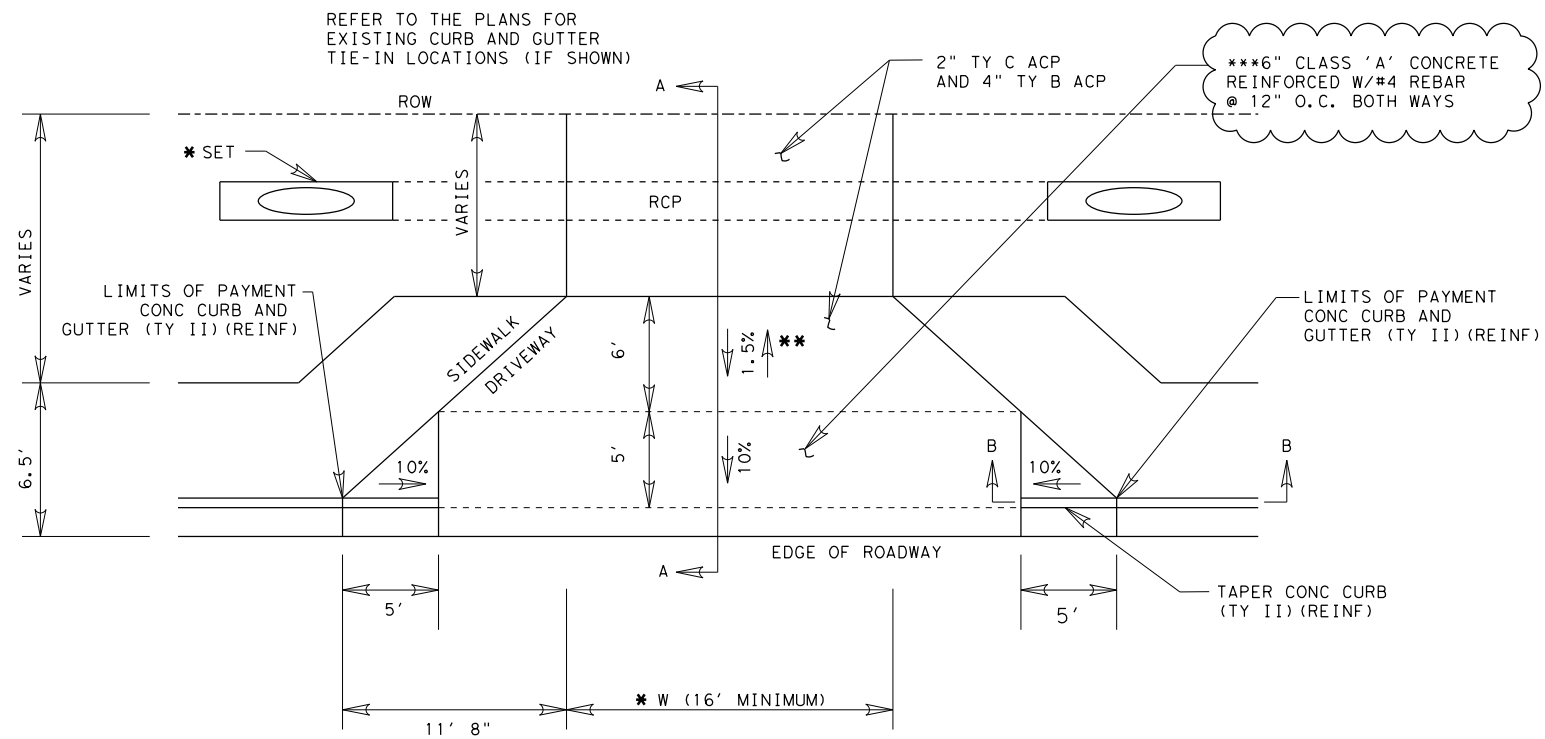 REFER TO THE PLANS FOR
EXISTING CURB AND GUTTER
TIE-IN LOCATIONS (IF SHOWN)
2" TY C ACP
AND 4" TY B ACP
***6" CLASS 'A' CONCRETE
REINFORCED W/#4 REBAR
@ 12" O.C. BOTH WAYS
A
ROW
* SET
RCP
VARIES
VARIES
LIMITS OF PAYMENT
CONC CURB AND
GUTTER (TY II)(REINF)
LIMITS OF PAYMENT
CONC CURB AND
GUTTER (TY II)(REINF)
SIDEWALK
DRIVEWAY
6'
1.5%
**
5'
10%
6.5'
10%
10%
B
B
EDGE OF ROADWAY
A
TAPER CONC CURB
(TY II)(REINF)
5'
5'
* W (16' MINIMUM)
11' 8"